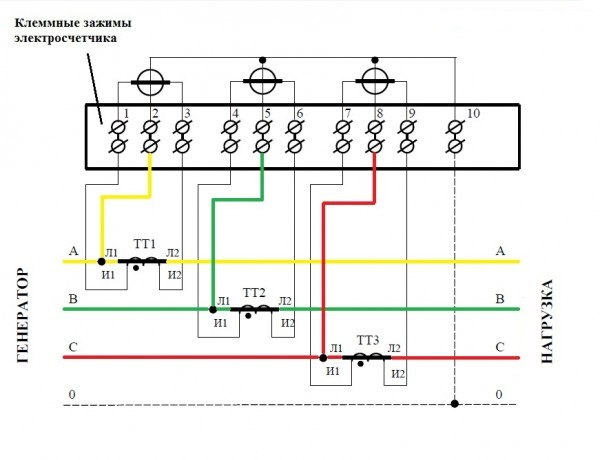 Клеммные зажимы
электросчетчика
1 2 3 4 5 6 7 8 9 10
А Л1 ТТ1 Л2 А
И1 И2
В Л1 ТТ2 Л2 В
И1 И2
С Л1 ТТ3 Л2 С
И1 И2
0 0
ГЕНЕРАТОР
НАГРУЗКА